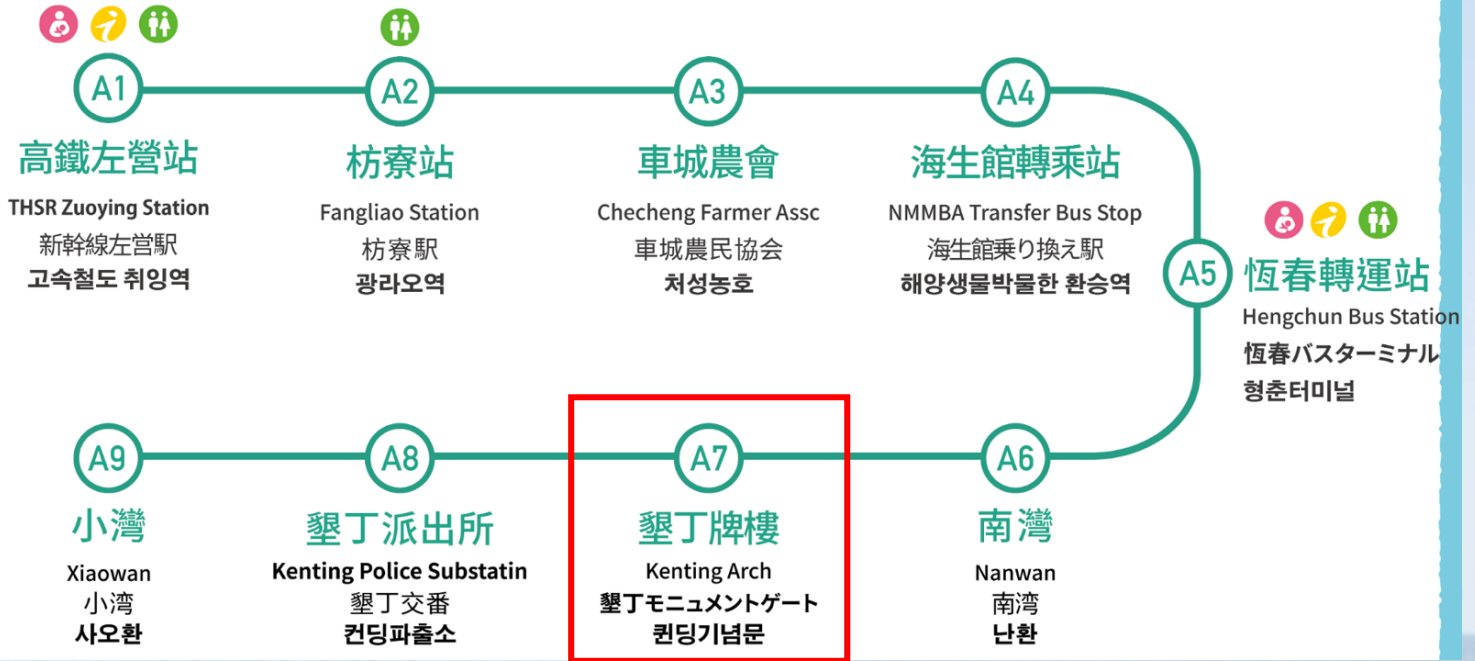 A1
高鐵左營站
THSR Zuoying Station
新幹線左営駅
고속철도 취잉역
A2
枋寮站
Fangliao Station
枋寮駅
광라오역
A3
車城農會
Checheng Farmer Assc
車城農民協会
처성농호
A4
海生館轉乘站
NMMBA Transfer Bus Stop
海生館乗り換え駅
해양생물박물한 환승역
A5
恆春轉運站
Hengchun Bus Station
恆春バスターミナル
형춘터미널
A6
南灣
Nanwan
南湾
난환
A7
墾丁牌樓
Kenting Arch
墾丁モニュメントゲート
퀸딩기념문
A8
墾丁派出所
Kenting Police Substatin
墾丁交番
컨딩파출소
A9
小灣
Xiaowan
小湾
사오환